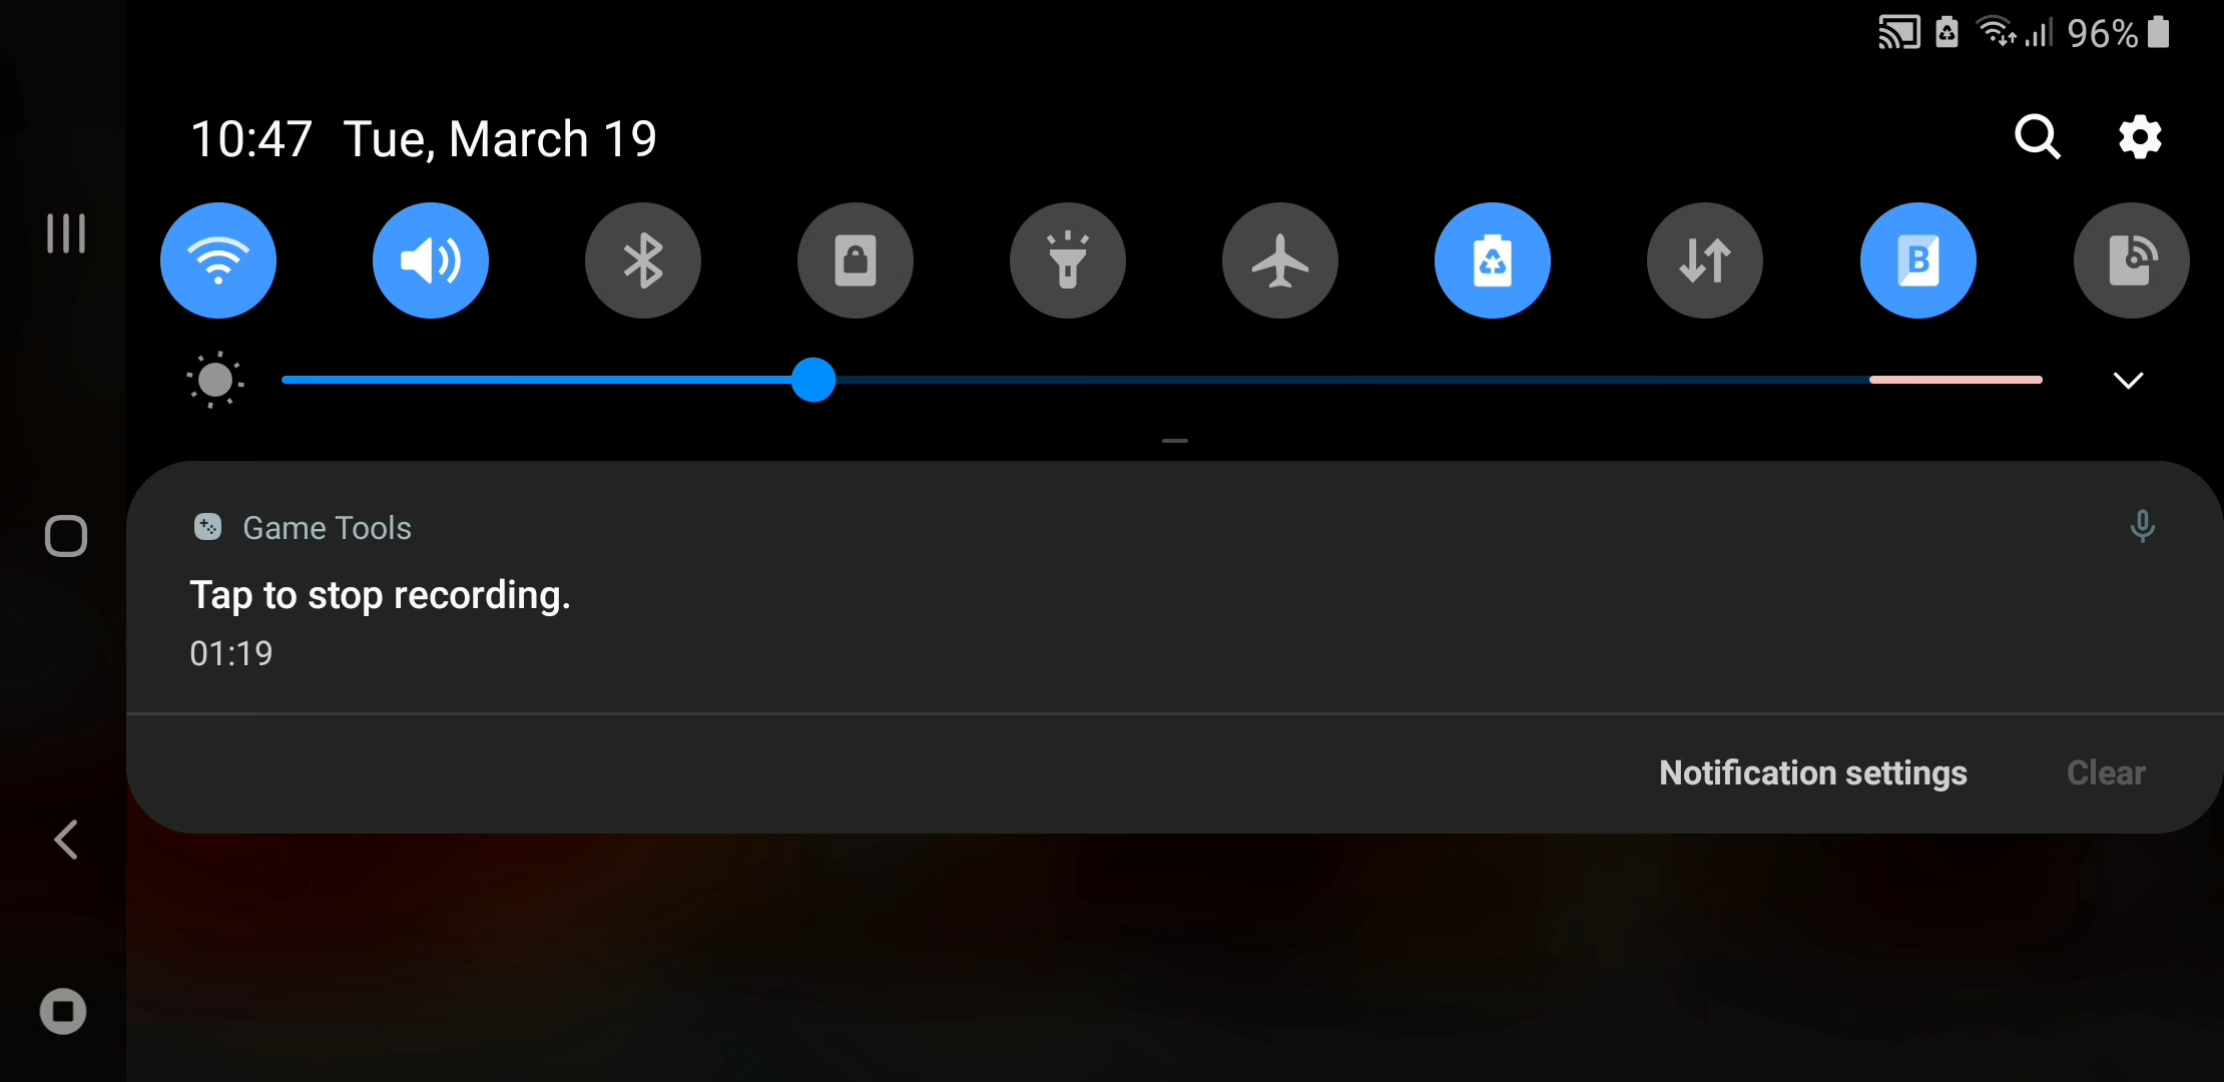 96%
10:47 Tue, March 19
B
Game Tools
Tap to stop recording.
01:19
Notification settings Clear